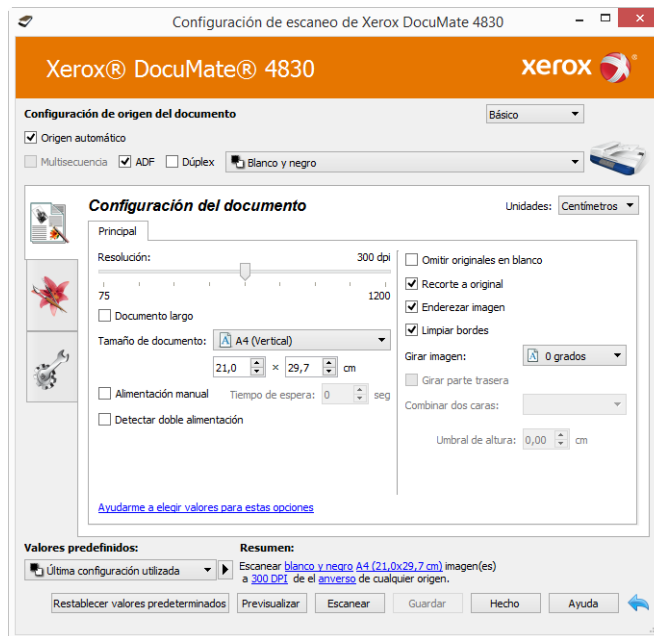 Configuración de escaneo de Xerox DocuMate 4830
Xerox® DocuMate® 4830
xerox
Configuración de origen del documento
Básico
Origen automático
Multisecuencia ADF Dúplex Blanco y negro
Configuración del documento
Unidades: Centímetros
Principal
Resolución: 300 dpi
75 1200
Documento largo
Tamaño de documento: A4 (Vertical)
21,0 × 29,7 cm
Alimentación manual Tiempo de espera: 0 seg
Detectar doble alimentación
Ayudarme a elegir valores para estas opciones
Omitir originales en blanco
Recorte a original
Enderezar imagen
Limpiar bordes
Girar imagen: 0 grados
Girar parte trasera
Combinar dos caras:
Umbral de altura: 0,00 cm
Valores predefinidos:
Última configuración utilizada
Resumen:
Escanear blanco y negro A4 (21,0x29,7 cm) imagen(es)
a 300 DPI de el anverso de cualquier origen.
Restablecer valores predeterminados Previsualizar Escanear Guardar Hecho Ayuda